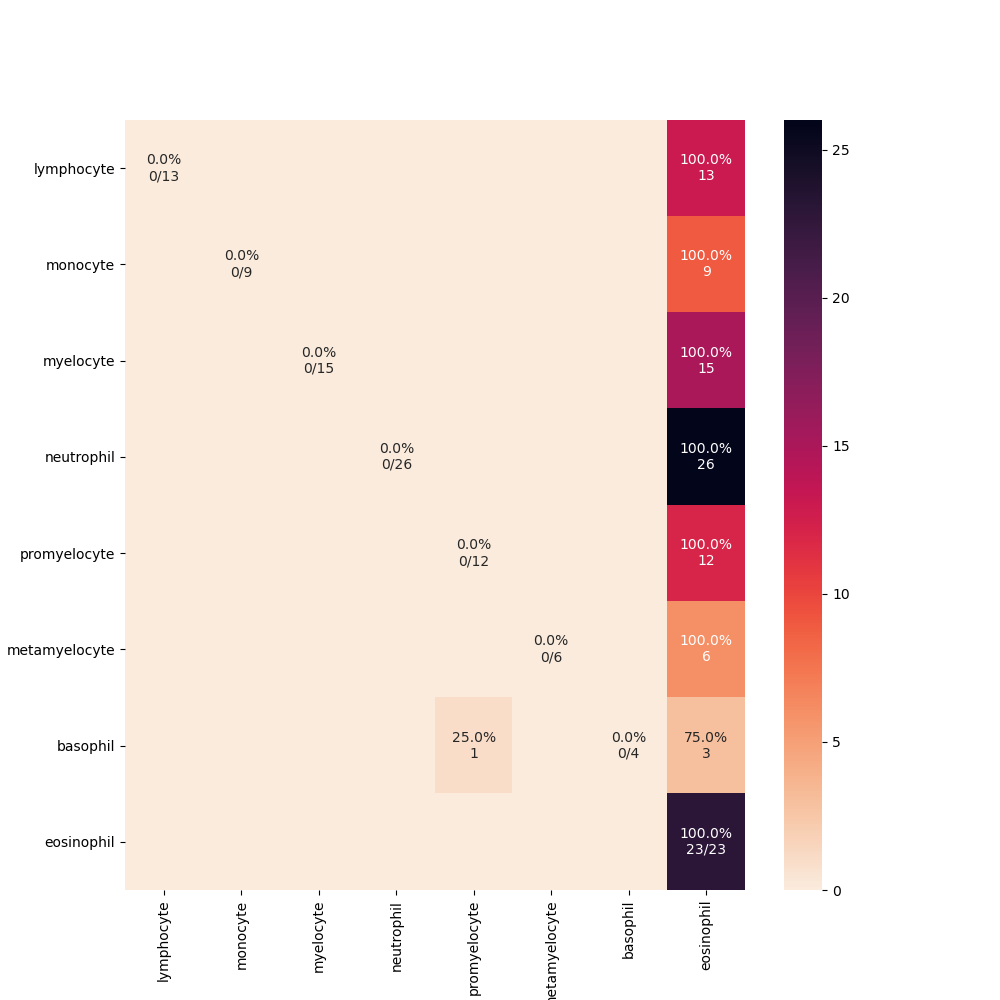 lymphocyte
0.0%
0/13
100.0%
13
25
monocyte
0.0%
0/9
100.0%
9
20
myelocyte
0.0%
0/15
100.0%
15
neutrophil
0.0%
0/26
100.0%
26
15
promyelocyte
0.0%
0/12
100.0%
12
10
metamyelocyte
0.0%
0/6
100.0%
6
basophil
25.0%
1
0.0%
0/4
75.0%
3
5
eosinophil
100.0%
23/23
0
lymphocyte
monocyte
myelocyte
neutrophil
promyelocyte
etamyelocyte
basophil
eosinophil